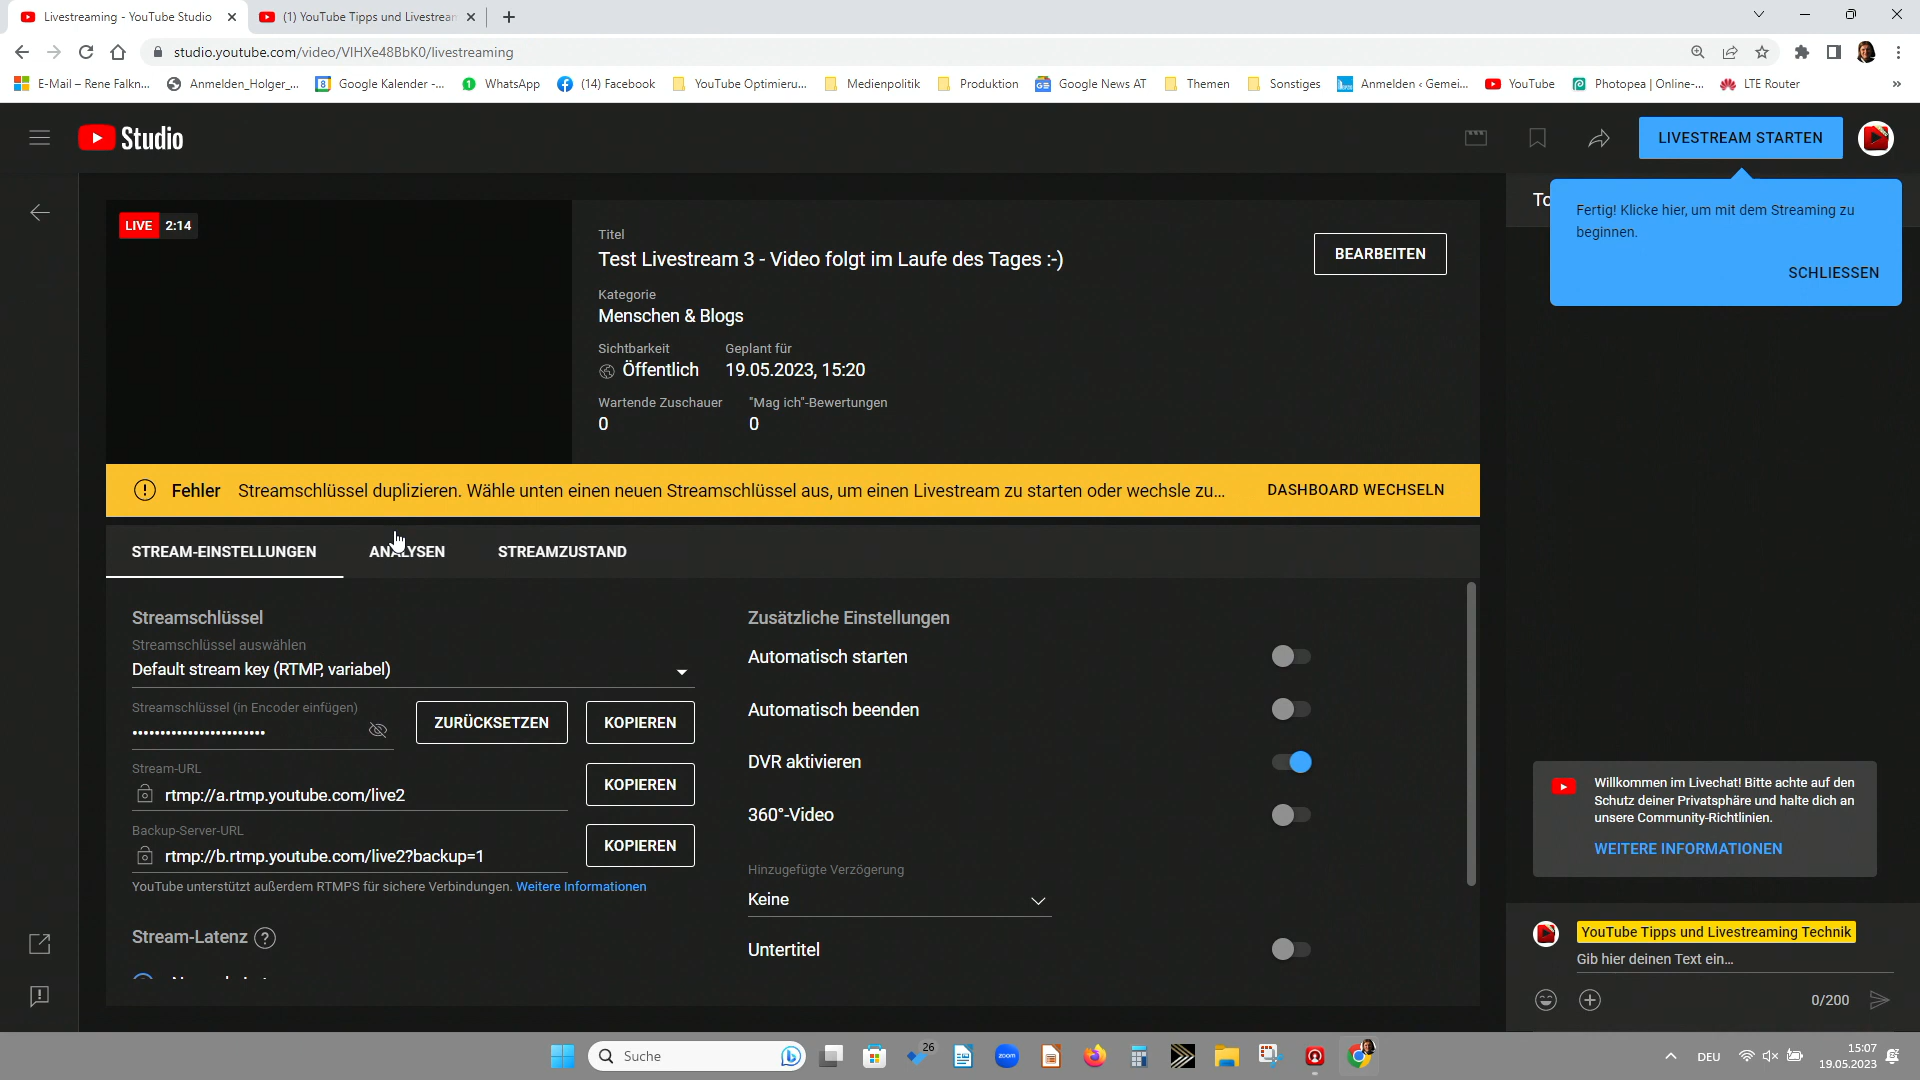 Livestreaming - YouTube Studio
(1) YouTube Tipps und Livestrean
studio.youtube.com/video/VIHXe48BbK0/livestreaming
E-Mail – Rene Falkn...
Anmelden_Holger_...
Google Kalender -...
WhatsApp
(14) Facebook
YouTube Optimieru...
Medienpolitik
Produktion
Google News AT
Themen
Sonstiges
Anmelden ‹ Gemei...
YouTube
Photopea | Online-...
LTE Router
»
Studio
LIVESTREAM STARTEN
Fertig! Klicke hier, um mit dem Streaming zu
beginnen.
SCHLIESSEN
LIVE 2:14
Titel
Test Livestream 3 - Video folgt im Laufe des Tages :-)
BEARBEITEN
Kategorie
Menschen & Blogs
Sichtbarkeit
Geplant für
Öffentlich
19.05.2023, 15:20
Wartende Zuschauer
"Mag ich"-Bewertungen
0
0
Fehler Streamschlüssel duplizieren. Wähle unten einen neuen Streamschlüssel aus, um einen Livestream zu starten oder wechsle zu...
DASHBOARD WECHSELN
STREAM-EINSTELLUNGEN
ANALYSEN
STREAMZUSTAND
Streamschlüssel
Streamschlüssel auswählen
Default stream key (RTMP, variabel)
Streamschlüssel (in Encoder einfügen)
••••••••••••••••••••••••
ZURÜCKSETZEN
KOPIEREN
Stream-URL
rtmp://a.rtmp.youtube.com/live2
KOPIEREN
Backup-Server-URL
rtmp://b.rtmp.youtube.com/live2?backup=1
KOPIEREN
YouTube unterstützt außerdem RTMPS für sichere Verbindungen. Weitere Informationen
Stream-Latenz ?
Zusätzliche Einstellungen
Automatisch starten
Automatisch beenden
DVR aktivieren
360°-Video
Hinzugefügte Verzögerung
Keine
Untertitel
Willkommen im Livechat! Bitte achte auf den
Schutz deiner Privatsphäre und halte dich an
unsere Community-Richtlinien.
WEITERE INFORMATIONEN
YouTube Tipps und Livestreaming Technik
Gib hier deinen Text ein...
0/200
Suche
26
zoom
DEU
15:07
19.05.2023